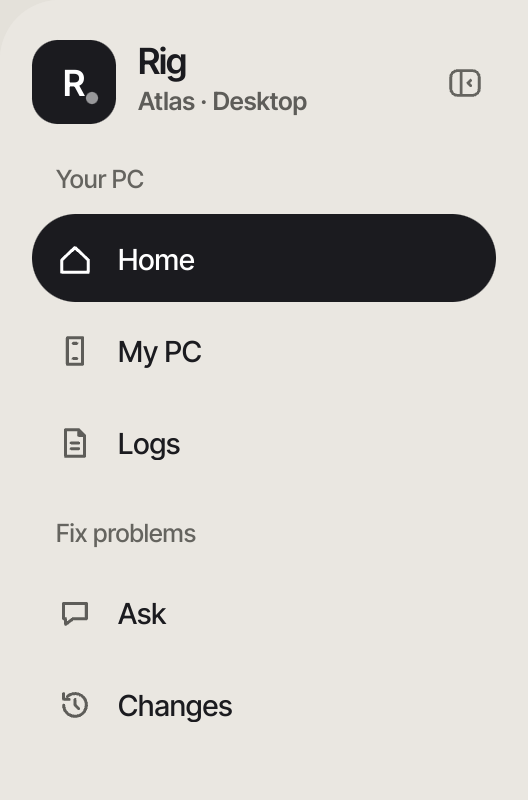 R
Rig
Atlas · Desktop
Your PC
Home
My PC
Logs
Fix problems
Ask
Changes